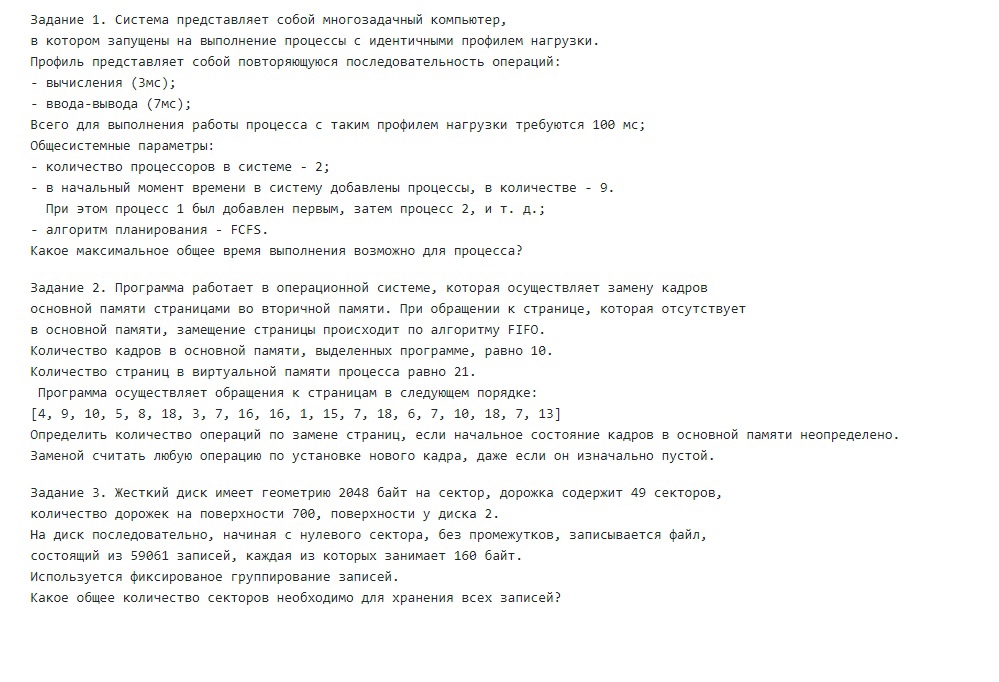 Задание 1. Система представляет собой многозадачный компьютер,
в котором запущены на выполнение процессы с идентичными профилем нагрузки.
Профиль представляет собой повторяющуюся последовательность операций:
- вычисления (3мс);
- ввода-вывода (7мс);
Всего для выполнения работы процесса с таким профилем нагрузки требуются 100 мс;
Общесистемные параметры:
- количество процессоров в системе - 2;
- в начальный момент времени в систему добавлены процессы, в количестве - 9.
При этом процесс 1 был добавлен первым, затем процесс 2, и т. д.;
- алгоритм планирования - FCFS.
Какое максимальное общее время выполнения возможно для процесса?
Задание 2. Программа работает в операционной системе, которая осуществляет замену кадров
основной памяти страницами во вторичной памяти. При обращении к странице, которая отсутствует
в основной памяти, замещение страницы происходит по алгоритму FIFO.
Количество кадров в основной памяти, выделенных программе, равно 10.
Количество страниц в виртуальной памяти процесса равно 21.
Программа осуществляет обращения к страницам в следующем порядке:
[4, 9, 10, 5, 8, 18, 3, 7, 16, 16, 1, 15, 7, 18, 6, 7, 10, 18, 7, 13]
Определить количество операций по замене страниц, если начальное состояние кадров в основной памяти неопределено.
Заменой считать любую операцию по установке нового кадра, даже если он изначально пустой.
Задание 3. Жесткий диск имеет геометрию 2048 байт на сектор, дорожка содержит 49 секторов,
количество дорожек на поверхности 700, поверхности у диска 2.
На диск последовательно, начиная с нулевого сектора, без промежутков, записывается файл,
состоящий из 59061 записей, каждая из которых занимает 160 байт.
Используется фиксированое группирование записей.
Какое общее количество секторов необходимо для хранения всех записей?